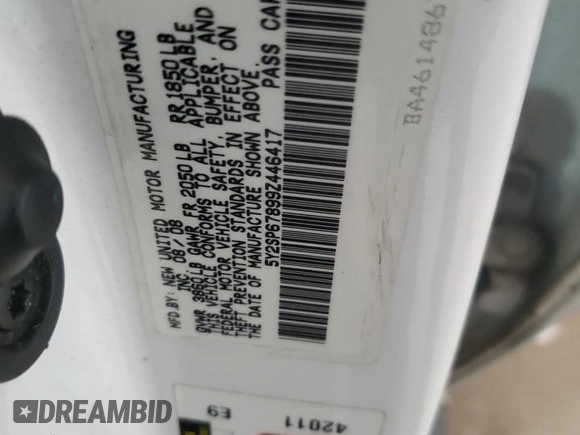 MFD.BY: NEW UNITED MOTOR MANUFACTURING
INC 08/08
GVWR 3860LB GAWR FR 2050LB RR 1850LB
THIS VEHICLE CONFORMS TO ALL APPLICABLE
FEDERAL MOTOR VEHICLE SAFETY, BUMPER, AND
THEFT PREVENTION STANDARDS IN EFFECT ON
THE DATE OF MANUFACTURE SHOWN ABOVE.
5Y2SP67899Z446417 PASS CAR
BA461486
42011
E9
DREAMBID